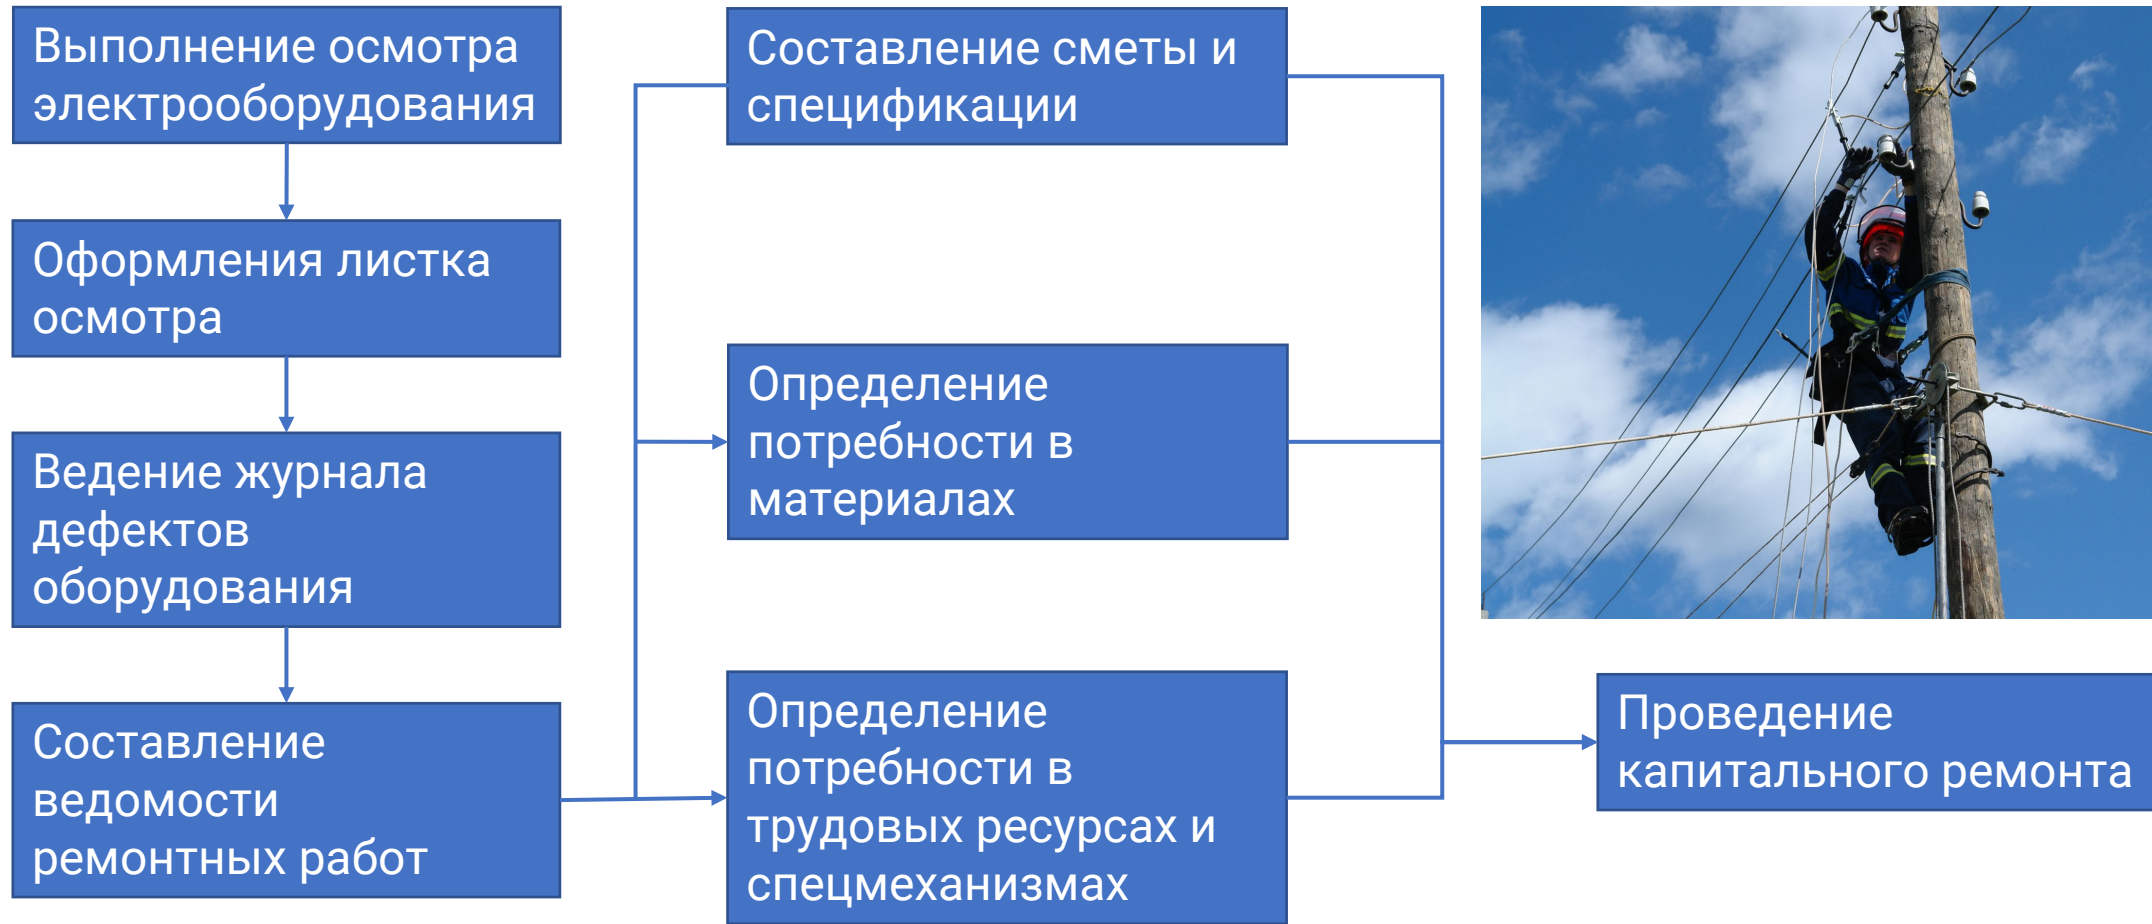 Выполнение осмотра
электрооборудования
Оформления листка
осмотра
Ведение журнала
дефектов
оборудования
Составление
ведомости
ремонтных работ
Составление сметы и
спецификации
Определение
потребности в
материалах
Определение
потребности в
трудовых ресурсах и
спецмеханизмах
Проведение
капитального ремонта